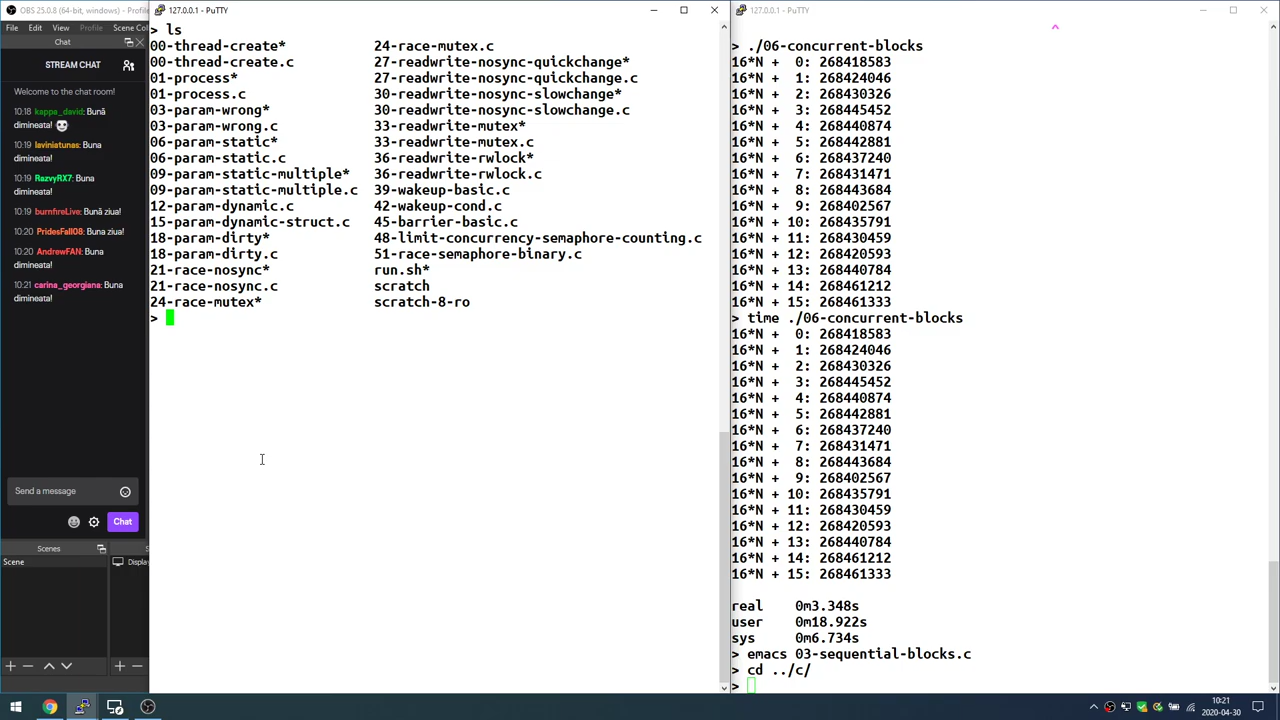 OBS 25.0.8 (64-bit, windows) - Profile
File Edit View Profile Scene Col
Chat
STREAM CHAT
Welcome to the chat room!
10:18 kappa_david: Bună
dimineata!
10:19 laviniatunas: Buna
dimineata!
10:19 RazvyRX7: Buna
dimineata!
10:19 burnfireLive: Bună ziua!
10:20 PridesFall08: Buna ziua!
10:20 AndrewFAN: Buna
dimineata!
10:21 carina_georgiana: Buna
dimineata!
Send a message
Chat
Scenes
S
Scene
Displa
127.0.0.1 - PuTTY
> ls
00-thread-create* 24-race-mutex.c
00-thread-create.c 27-readwrite-nosync-quickchange*
01-process* 27-readwrite-nosync-quickchange.c
01-process.c 30-readwrite-nosync-slowchange*
03-param-wrong* 30-readwrite-nosync-slowchange.c
03-param-wrong.c 33-readwrite-mutex*
06-param-static* 33-readwrite-mutex.c
06-param-static.c 36-readwrite-rwlock*
09-param-static-multiple* 36-readwrite-rwlock.c
09-param-static-multiple.c 39-wakeup-basic.c
12-param-dynamic.c 42-wakeup-cond.c
15-param-dynamic-struct.c 45-barrier-basic.c
18-param-dirty* 48-limit-concurrency-semaphore-counting.c
18-param-dirty.c 51-race-semaphore-binary.c
21-race-nosync* run.sh*
21-race-nosync.c scratch
24-race-mutex* scratch-8-ro
>
127.0.0.1 - PuTTY
^
> ./06-concurrent-blocks
16*N + 0: 268418583
16*N + 1: 268424046
16*N + 2: 268430326
16*N + 3: 268445452
16*N + 4: 268440874
16*N + 5: 268442881
16*N + 6: 268437240
16*N + 7: 268431471
16*N + 8: 268443684
16*N + 9: 268402567
16*N + 10: 268435791
16*N + 11: 268430459
16*N + 12: 268420593
16*N + 13: 268440784
16*N + 14: 268461212
16*N + 15: 268461333
> time ./06-concurrent-blocks
16*N + 0: 268418583
16*N + 1: 268424046
16*N + 2: 268430326
16*N + 3: 268445452
16*N + 4: 268440874
16*N + 5: 268442881
16*N + 6: 268437240
16*N + 7: 268431471
16*N + 8: 268443684
16*N + 9: 268402567
16*N + 10: 268435791
16*N + 11: 268430459
16*N + 12: 268420593
16*N + 13: 268440784
16*N + 14: 268461212
16*N + 15: 268461333
real 0m3.348s
user 0m18.922s
sys 0m6.734s
> emacs 03-sequential-blocks.c
> cd ../c/
>
10:21
2020-04-30